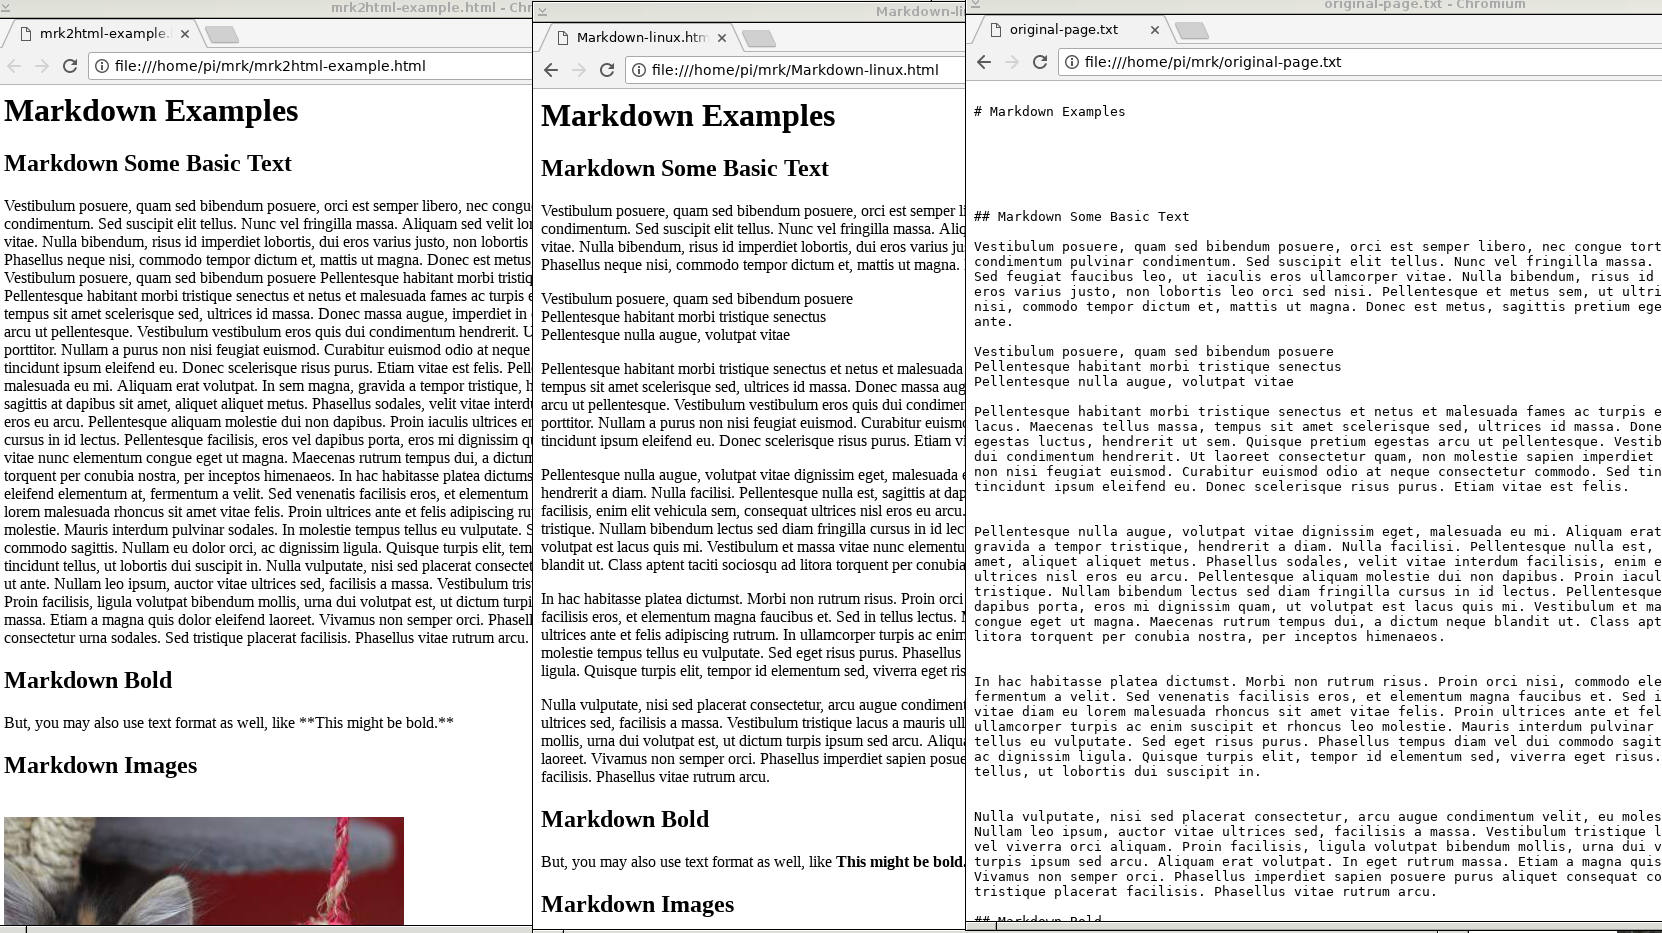 mrk2html-example.html - Chr
mrk2html-example.
file:///home/pi/mrk/mrk2html-example.html
Markdown Examples
Markdown Some Basic Text
Vestibulum posuere, quam sed bibendum posuere, orci est semper libero, nec cong
condimentum. Sed suscipit elit tellus. Nunc vel fringilla massa. Aliquam sed velit lo
vitae. Nulla bibendum, risus id imperdiet lobortis, dui eros varius justo, non lobortis
Phasellus neque nisi, commodo tempor dictum et, mattis ut magna. Donec est metus
Vestibulum posuere, quam sed bibendum posuere Pellentesque habitant morbi tristiq
Pellentesque habitant morbi tristique senectus et netus et malesuada fames ac turpis e
tempus sit amet scelerisque sed, ultrices id massa. Donec massa augue, imperdiet in
arcu ut pellentesque. Vestibulum vestibulum eros quis dui condimentum hendrerit. U
porttitor. Nullam a purus non nisi feugiat euismod. Curabitur euismod odio at neque
tincidunt ipsum eleifend eu. Donec scelerisque risus purus. Etiam vitae est felis. Pell
malesuada eu mi. Aliquam erat volutpat. In sem magna, gravida a tempor tristique, h
sagittis at dapibus sit amet, aliquet aliquet metus. Phasellus sodales, velit vitae interd
eros eu arcu. Pellentesque aliquam molestie dui non dapibus. Proin iaculis ultrices er
cursus in id lectus. Pellentesque facilisis, eros vel dapibus porta, eros mi dignissim q
vitae nunc elementum congue eget ut magna. Maecenas rutrum tempus dui, a dictum
torquent per conubia nostra, per inceptos himenaeos. In hac habitasse platea dictums
eleifend elementum at, fermentum a velit. Sed venenatis facilisis eros, et elementum
lorem malesuada rhoncus sit amet vitae felis. Proin ultrices ante et felis adipiscing ru
molestie. Mauris interdum pulvinar sodales. In molestie tempus tellus eu vulputate. S
commodo sagittis. Nullam eu dolor orci, ac dignissim ligula. Quisque turpis elit, tem
tincidunt tellus, ut lobortis dui suscipit in. Nulla vulputate, nisi sed placerat consectet
ut ante. Nullam leo ipsum, auctor vitae ultrices sed, facilisis a massa. Vestibulum tris
Proin facilisis, ligula volutpat bibendum mollis, urna dui volutpat est, ut dictum turpi
massa. Etiam a magna quis dolor eleifend laoreet. Vivamus non semper orci. Phasell
consectetur urna sodales. Sed tristique placerat facilisis. Phasellus vitae rutrum arcu.
Markdown Bold
But, you may also use text format as well, like **This might be bold.**
Markdown Images
Markdown-li
Markdown-linux.htm
file:///home/pi/mrk/Markdown-linux.html
Markdown Examples
Markdown Some Basic Text
Vestibulum posuere, quam sed bibendum posuere, orci est semper li
condimentum. Sed suscipit elit tellus. Nunc vel fringilla massa. Aliq
vitae. Nulla bibendum, risus id imperdiet lobortis, dui eros varius ju
Phasellus neque nisi, commodo tempor dictum et, mattis ut magna.
Vestibulum posuere, quam sed bibendum posuere
Pellentesque habitant morbi tristique senectus
Pellentesque nulla augue, volutpat vitae
Pellentesque habitant morbi tristique senectus et netus et malesuada
tempus sit amet scelerisque sed, ultrices id massa. Donec massa aug
arcu ut pellentesque. Vestibulum vestibulum eros quis dui condimen
porttitor. Nullam a purus non nisi feugiat euismod. Curabitur euismo
tincidunt ipsum eleifend eu. Donec scelerisque risus purus. Etiam vi
Pellentesque nulla augue, volutpat vitae dignissim eget, malesuada e
hendrerit a diam. Nulla facilisi. Pellentesque nulla est, sagittis at dap
facilisis, enim elit vehicula sem, consequat ultrices nisl eros eu arcu.
tristique. Nullam bibendum lectus sed diam fringilla cursus in id lec
volutpat est lacus quis mi. Vestibulum et massa vitae nunc elementu
blandit ut. Class aptent taciti sociosqu ad litora torquent per conubia
In hac habitasse platea dictumst. Morbi non rutrum risus. Proin orci
facilisis eros, et elementum magna faucibus et. Sed in tellus lectus. M
ultrices ante et felis adipiscing rutrum. In ullamcorper turpis ac enim
molestie tempus tellus eu vulputate. Sed eget risus purus. Phasellus
ligula. Quisque turpis elit, tempor id elementum sed, viverra eget ris
Nulla vulputate, nisi sed placerat consectetur, arcu augue condiment
ultrices sed, facilisis a massa. Vestibulum tristique lacus a mauris ull
mollis, urna dui volutpat est, ut dictum turpis ipsum sed arcu. Aliqua
laoreet. Vivamus non semper orci. Phasellus imperdiet sapien posue
facilisis. Phasellus vitae rutrum arcu.
Markdown Bold
But, you may also use text format as well, like This might be bold.
Markdown Images
original-page.txt - Chromium
original-page.txt
file:///home/pi/mrk/original-page.txt
# Markdown Examples
## Markdown Some Basic Text
Vestibulum posuere, quam sed bibendum posuere, orci est semper libero, nec congue tort
condimentum pulvinar condimentum. Sed suscipit elit tellus. Nunc vel fringilla massa.
Sed feugiat faucibus leo, ut iaculis eros ullamcorper vitae. Nulla bibendum, risus id
eros varius justo, non lobortis leo orci sed nisi. Pellentesque et metus sem, ut ultri
nisi, commodo tempor dictum et, mattis ut magna. Donec est metus, sagittis pretium ege
ante.
Vestibulum posuere, quam sed bibendum posuere
Pellentesque habitant morbi tristique senectus
Pellentesque nulla augue, volutpat vitae
Pellentesque habitant morbi tristique senectus et netus et malesuada fames ac turpis e
lacus. Maecenas tellus massa, tempus sit amet scelerisque sed, ultrices id massa. Done
egestas luctus, hendrerit ut sem. Quisque pretium egestas arcu ut pellentesque. Vestib
dui condimentum hendrerit. Ut laoreet consectetur quam, non molestie sapien imperdiet
non nisi feugiat euismod. Curabitur euismod odio at neque consectetur commodo. Sed tin
tincidunt ipsum eleifend eu. Donec scelerisque risus purus. Etiam vitae est felis.
Pellentesque nulla augue, volutpat vitae dignissim eget, malesuada eu mi. Aliquam erat
gravida a tempor tristique, hendrerit a diam. Nulla facilisi. Pellentesque nulla est,
amet, aliquet aliquet metus. Phasellus sodales, velit vitae interdum facilisis, enim e
ultrices nisl eros eu arcu. Pellentesque aliquam molestie dui non dapibus. Proin iacul
tristique. Nullam bibendum lectus sed diam fringilla cursus in id lectus. Pellentesque
dapibus porta, eros mi dignissim quam, ut volutpat est lacus quis mi. Vestibulum et ma
congue eget ut magna. Maecenas rutrum tempus dui, a dictum neque blandit ut. Class apt
litora torquent per conubia nostra, per inceptos himenaeos.
In hac habitasse platea dictumst. Morbi non rutrum risus. Proin orci nisi, commodo ele
fermentum a velit. Sed venenatis facilisis eros, et elementum magna faucibus et. Sed i
vitae diam eu lorem malesuada rhoncus sit amet vitae felis. Proin ultrices ante et fel
ullamcorper turpis ac enim suscipit et rhoncus leo molestie. Mauris interdum pulvinar
tellus eu vulputate. Sed eget risus purus. Phasellus tempus diam vel dui commodo sagit
ac dignissim ligula. Quisque turpis elit, tempor id elementum sed, viverra eget risus.
tellus, ut lobortis dui suscipit in.
Nulla vulputate, nisi sed placerat consectetur, arcu augue condimentum velit, eu moles
Nullam leo ipsum, auctor vitae ultrices sed, facilisis a massa. Vestibulum tristique l
vel viverra orci aliquam. Proin facilisis, ligula volutpat bibendum mollis, urna dui v
turpis ipsum sed arcu. Aliquam erat volutpat. In eget rutrum massa. Etiam a magna quis
Vivamus non semper orci. Phasellus imperdiet sapien posuere purus aliquet consequat co
tristique placerat facilisis. Phasellus vitae rutrum arcu.
## Markdown Bold